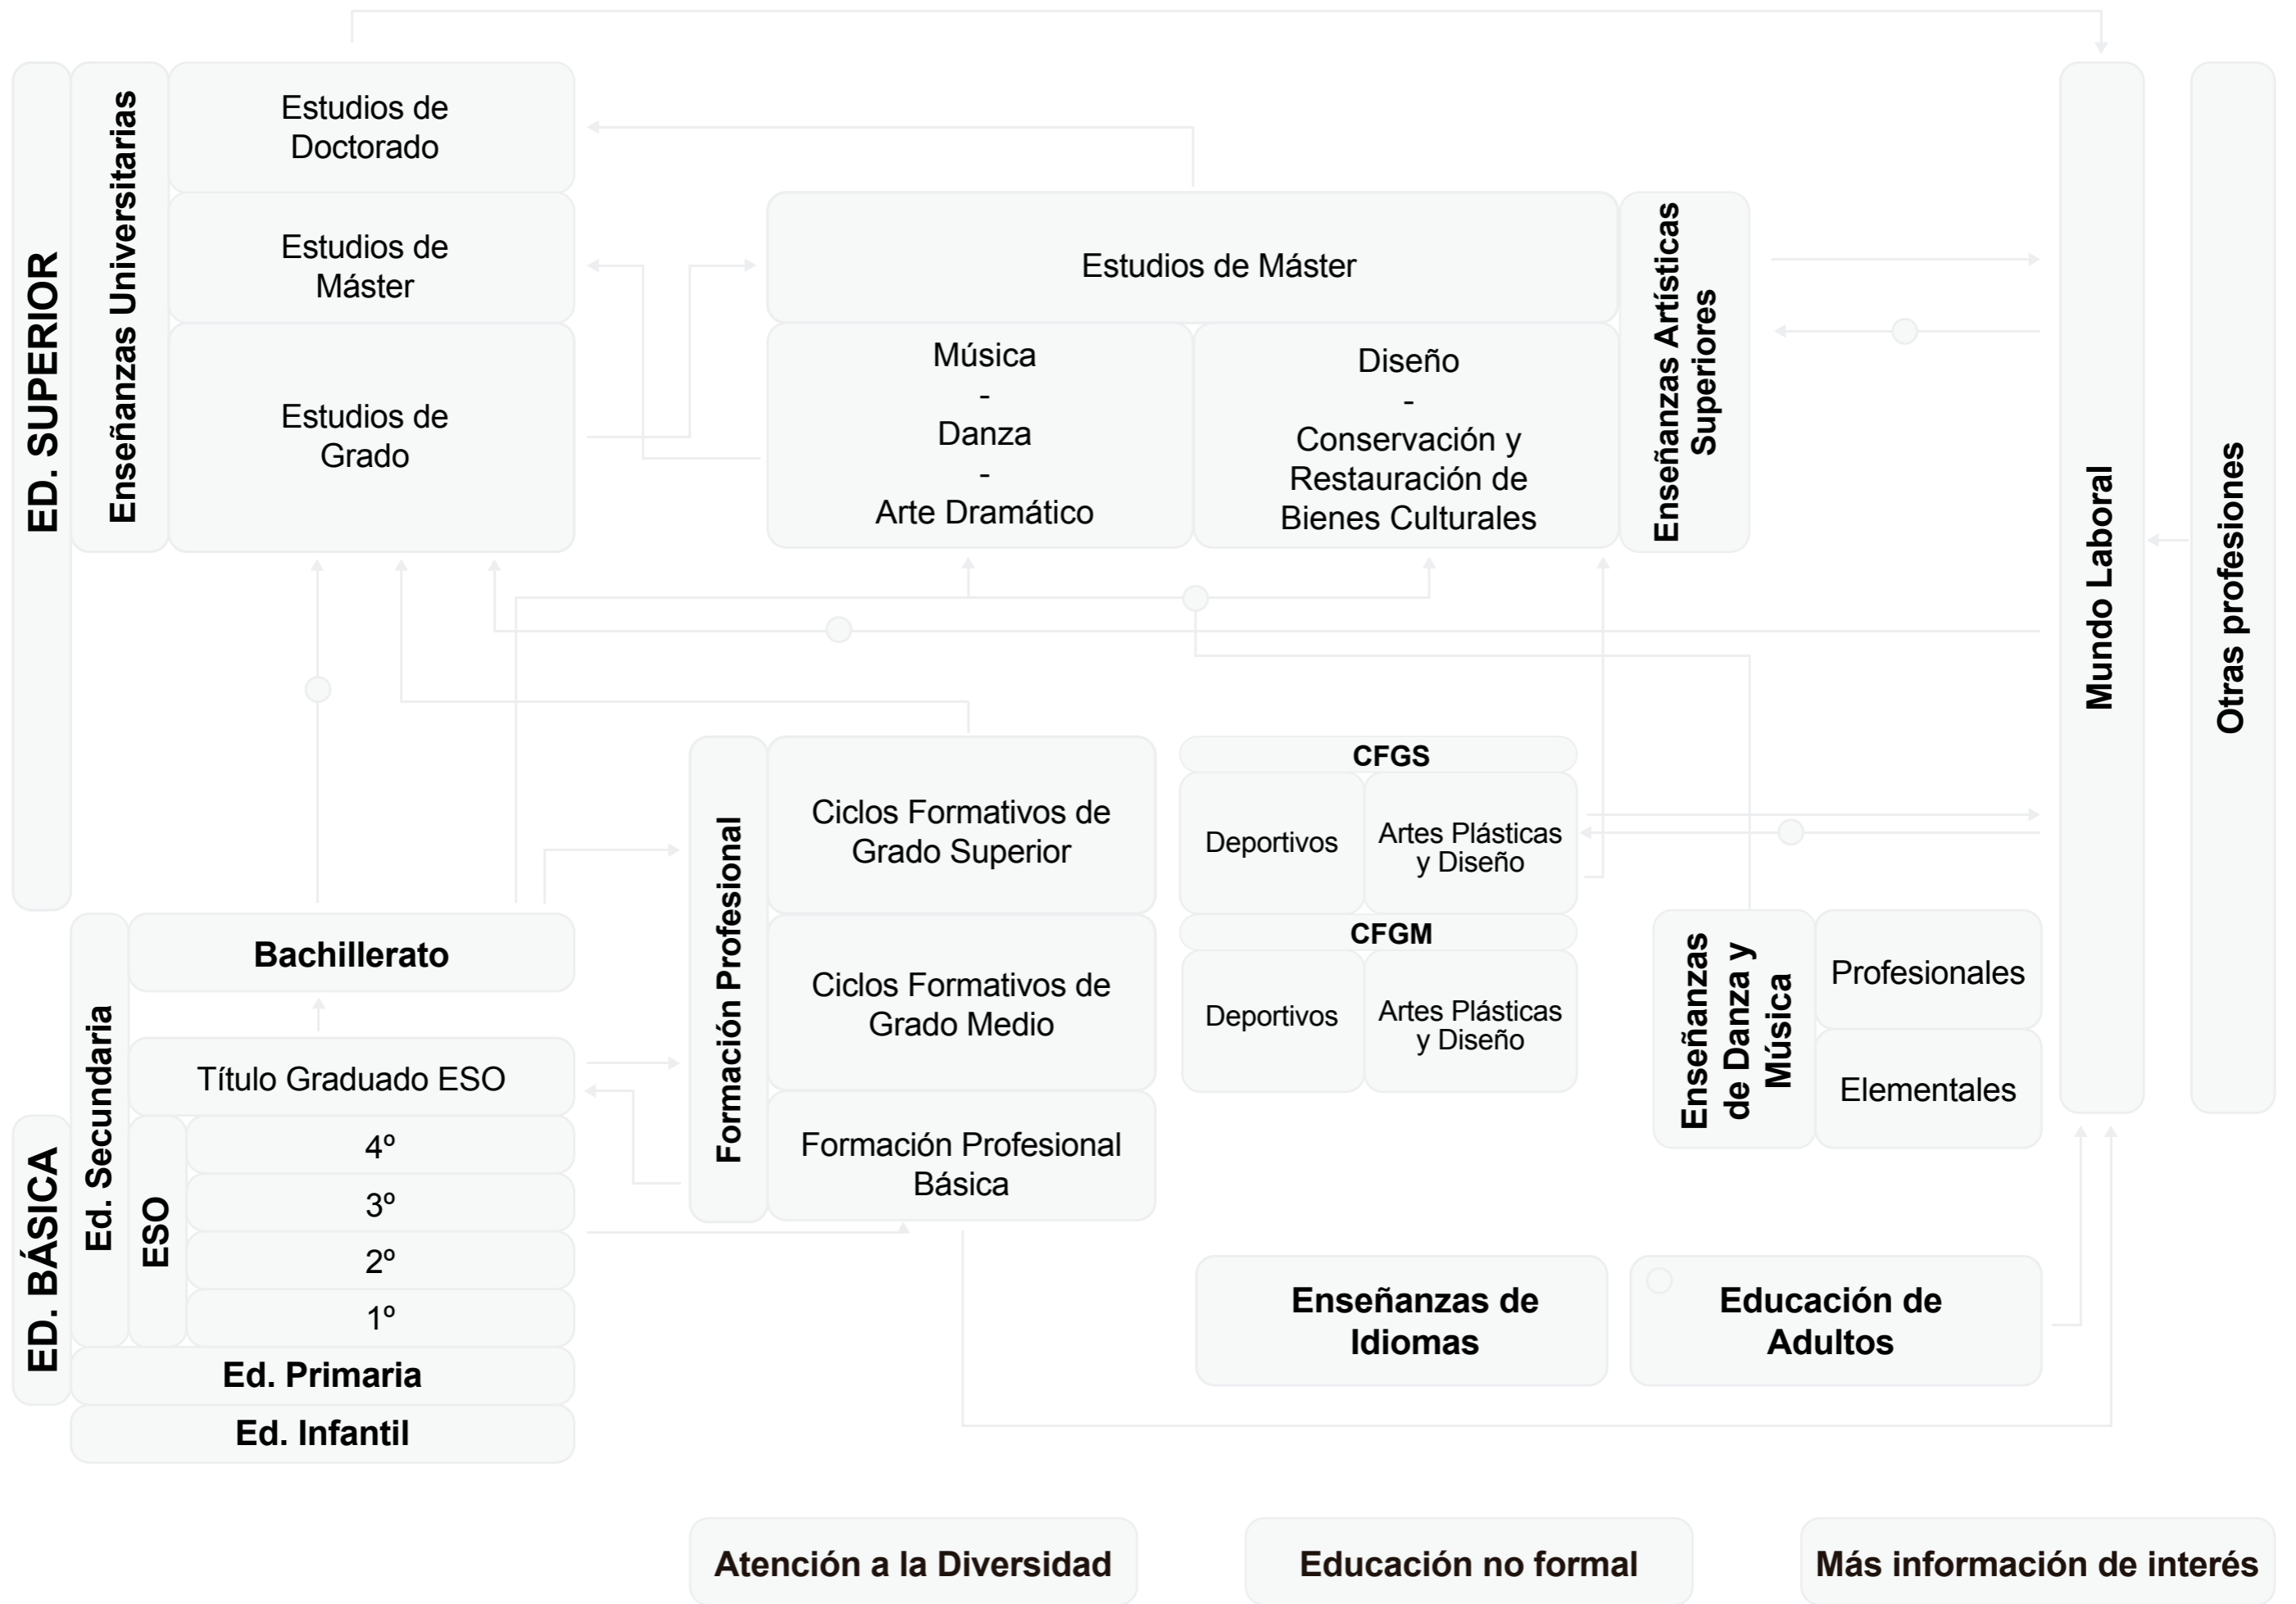 ED. SUPERIOR
Enseñanzas Universitarias
Estudios de
Doctorado
Estudios de
Máster
Estudios de
Grado
Estudios de Máster
Música
-
Danza
-
Arte Dramático
Diseño
-
Conservación y
Restauración de
Bienes Culturales
Enseñanzas Artísticas
Superiores
Mundo Laboral
Otras profesiones
Formación Profesional
Ciclos Formativos de
Grado Superior
Ciclos Formativos de
Grado Medio
Formación Profesional
Básica
CFGS
Deportivos
Artes Plásticas
y Diseño
CFGM
Deportivos
Artes Plásticas
y Diseño
Enseñanzas
de Danza y
Música
Profesionales
Elementales
Ed. Secundaria
Bachillerato
Título Graduado ESO
ED. BÁSICA
ESO
4º
3º
2º
1º
Ed. Primaria
Ed. Infantil
Enseñanzas de
Idiomas
Educación de
Adultos
Atención a la Diversidad
Educación no formal
Más información de interés